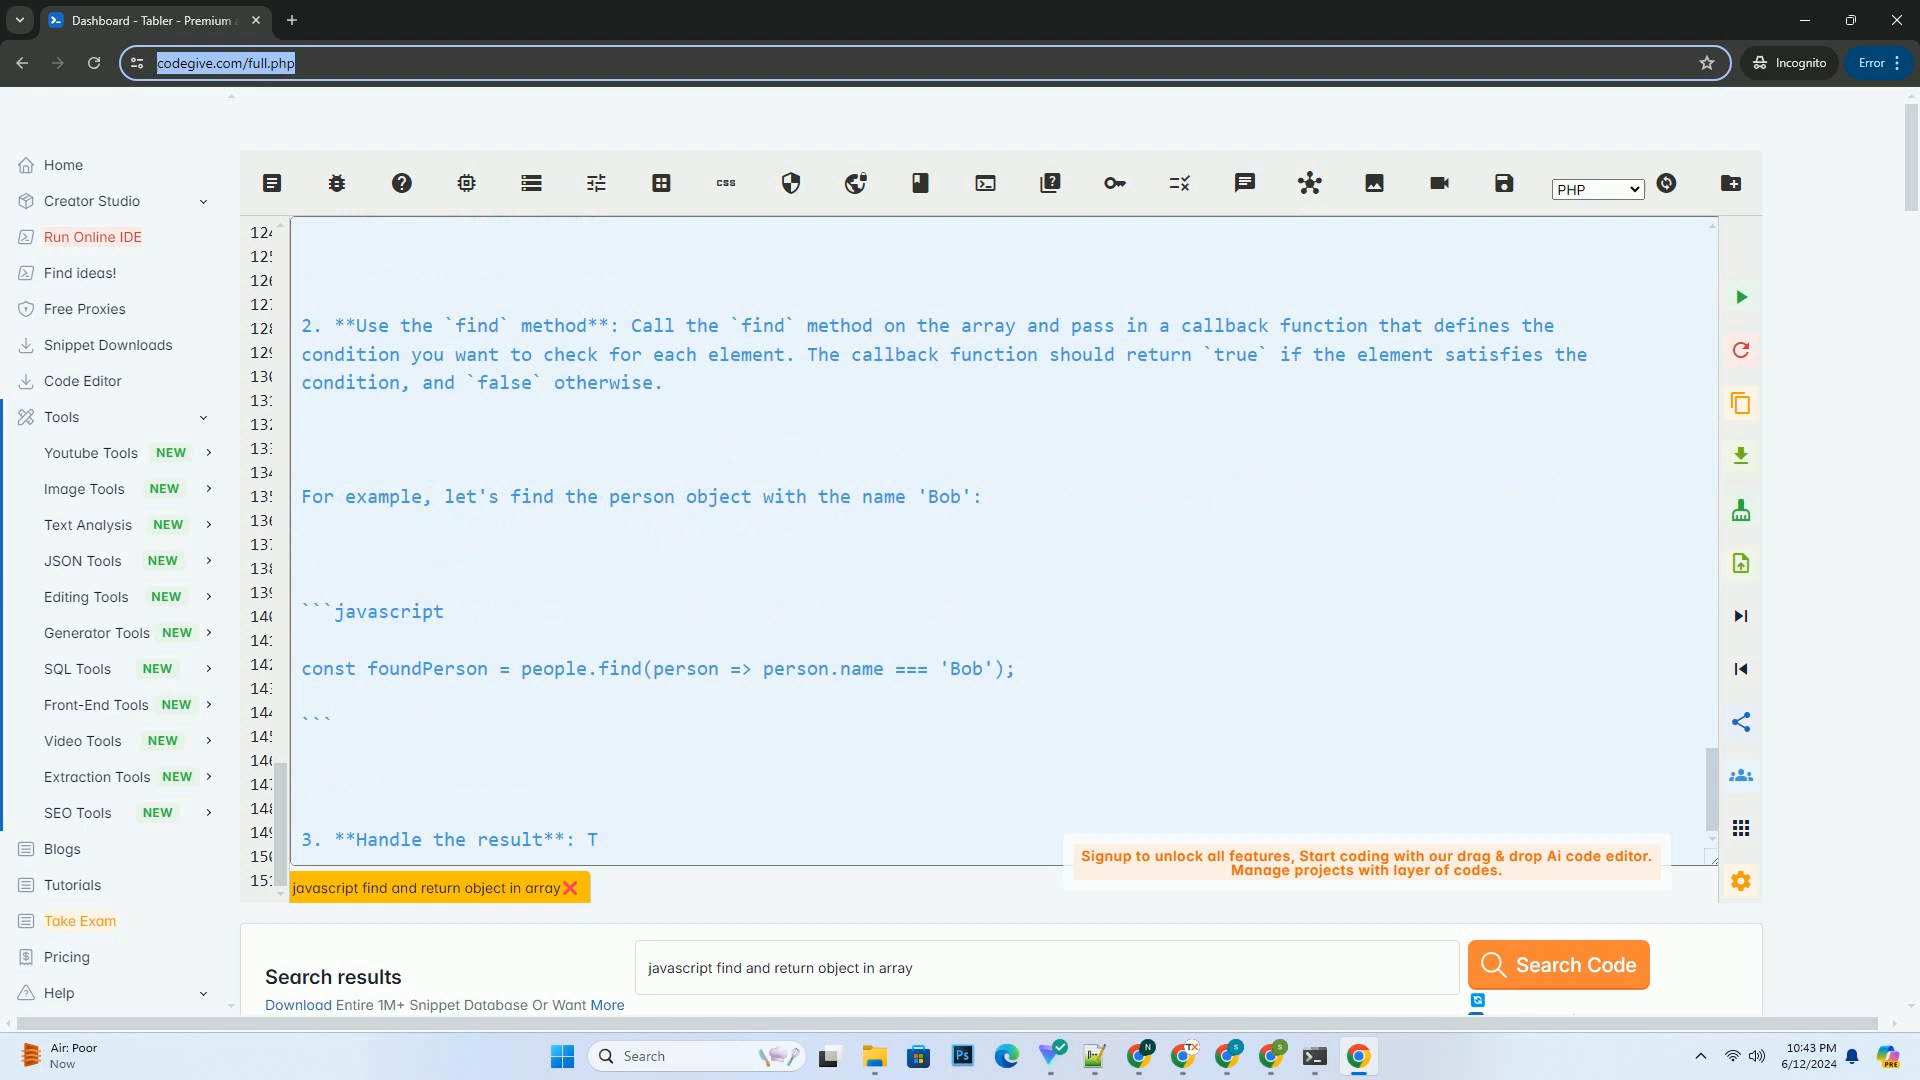 Dashboard - Tabler - Premium
codegive.com/full.php
Incognito
Error
Home
Creator Studio
Run Online IDE
Find ideas!
Free Proxies
Snippet Downloads
Code Editor
Tools
Youtube Tools NEW
Image Tools NEW
Text Analysis NEW
JSON Tools NEW
Editing Tools NEW
Generator Tools NEW
SQL Tools NEW
Front-End Tools NEW
Video Tools NEW
Extraction Tools NEW
SEO Tools NEW
Blogs
Tutorials
Take Exam
Pricing
Help
css
PHP
2. **Use the `find` method**: Call the `find` method on the array and pass in a callback function that defines the
condition you want to check for each element. The callback function should return `true` if the element satisfies the
condition, and `false` otherwise.
For example, let's find the person object with the name 'Bob':
```javascript
const foundPerson = people.find(person => person.name === 'Bob');
```
3. **Handle the result**: T
Signup to unlock all features, Start coding with our drag & drop Ai code editor.
Manage projects with layer of codes.
javascript find and return object in array
Search results
Download Entire 1M+ Snippet Database Or Want More
javascript find and return object in array
Search Code
Air: Poor
Now
Search
10:43 PM
6/12/2024